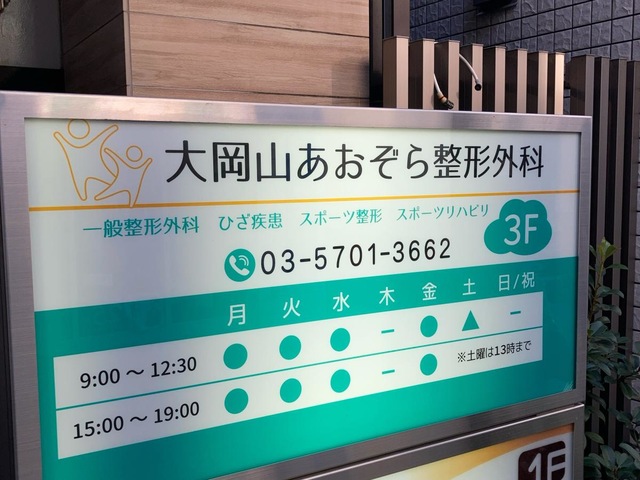 大岡山あおぞら整形外科
一般整形外科 ひざ疾患 スポーツ整形 スポーツリハビリ
3F
03-5701-3662
月 火 水 木 金 土 日/祝
9:00 ～ 12:30 ● ● ● － ● ▲ －
15:00 ～ 19:00 ● ● ● － ● ※土曜は13時まで
1F